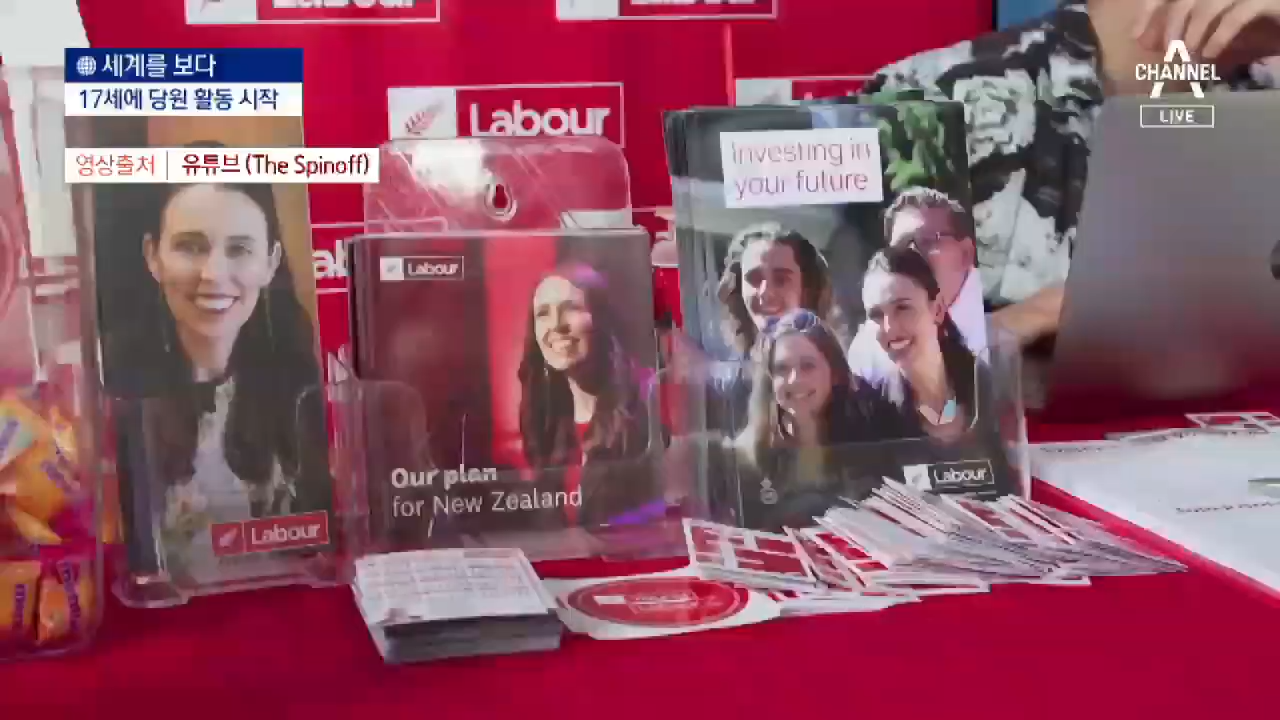 Labour
Labour
세계를 보다
17세에 당원 활동 시작
영상출처 | 유튜브 (The Spinoff)
CHANNEL A
LIVE
Labour
Investing in
your future
Labour
Our plan
for New Zealand
Labour
Labour